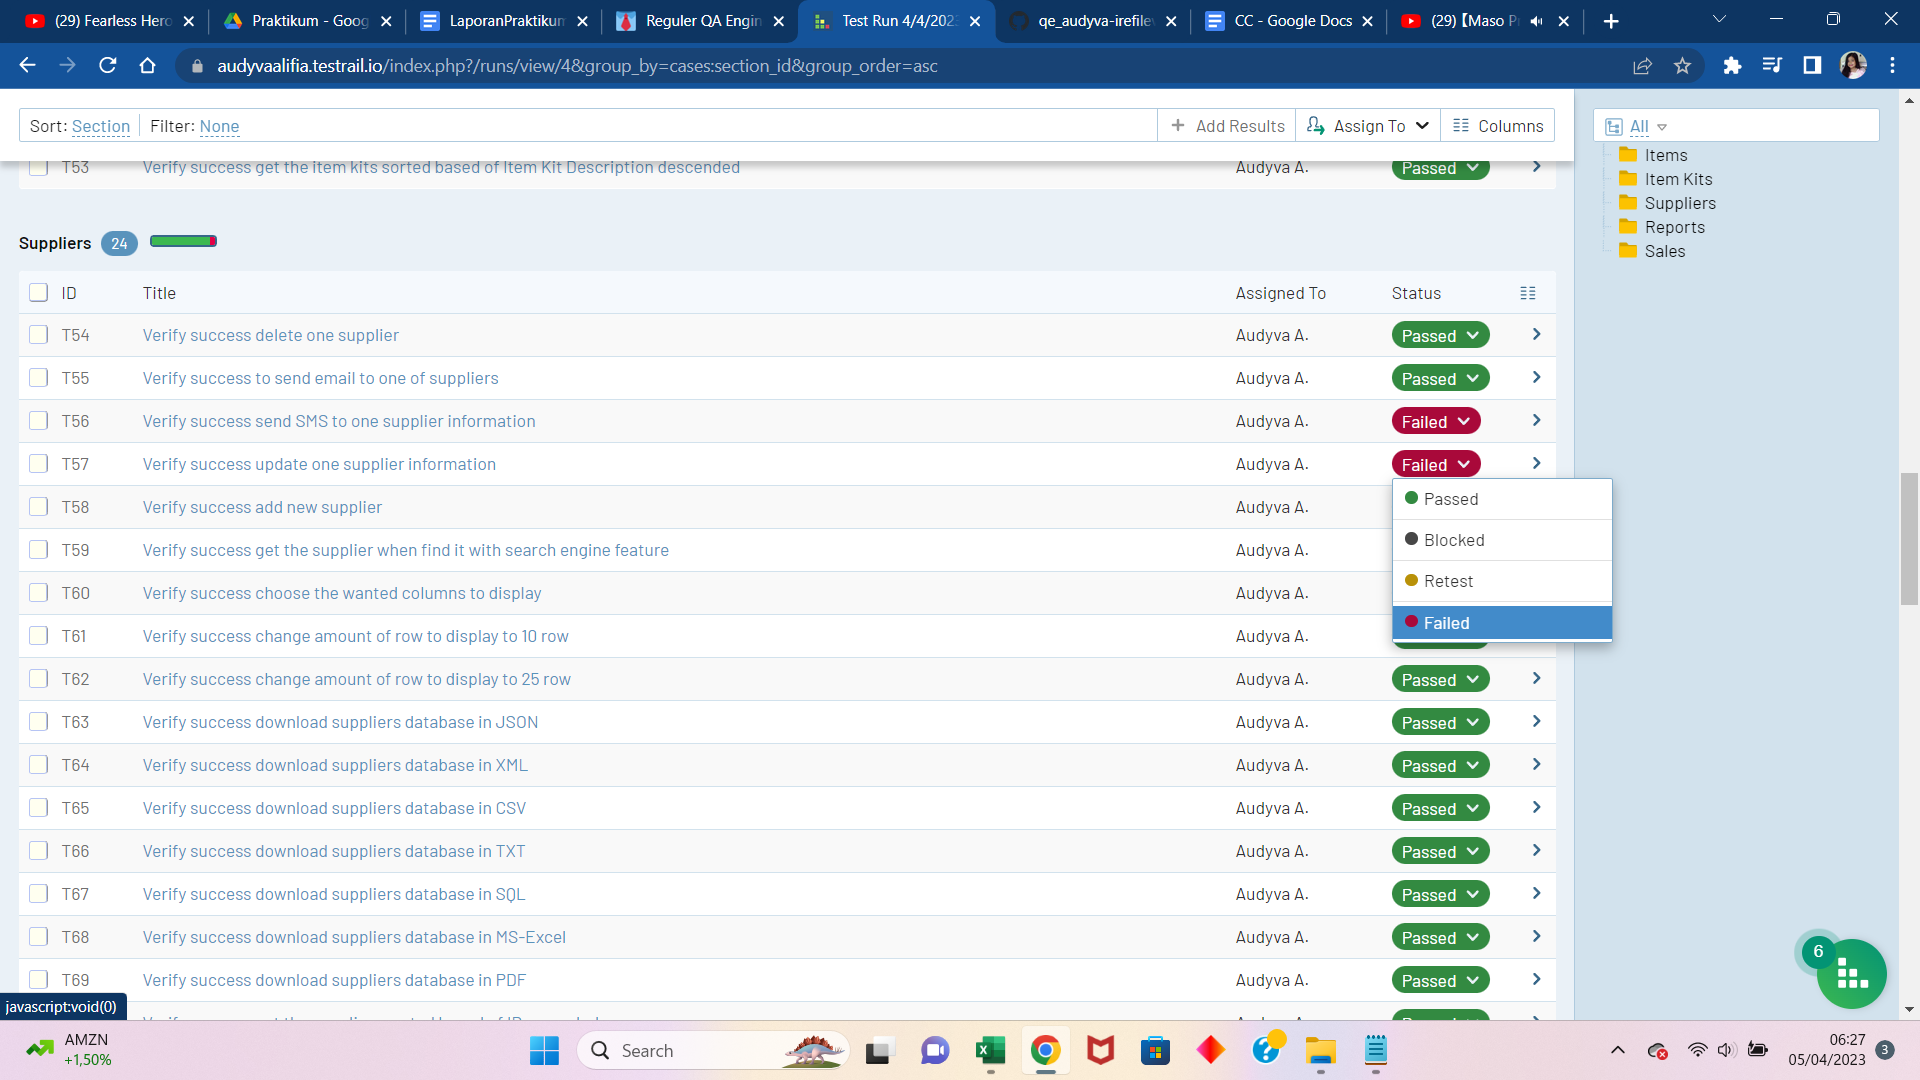 (29) Fearless Hero
Praktikum - Goog
LaporanPraktikum
Reguler QA Engin
Test Run 4/4/2023
qe_audyva-irefilev
CC - Google Docs
(29) 【Maso P
audyvaalifia.testrail.io/index.php?/runs/view/4&group_by=cases:section_id&group_order=asc
Sort: Section Filter: None
Add Results
Assign To
Columns
All
Items
Item Kits
Suppliers
Reports
Sales
T53 Verify success get the item kits sorted based of Item Kit Description descended Audyva A. Passed
Suppliers 24
ID Title Assigned To Status
T54 Verify success delete one supplier Audyva A. Passed
T55 Verify success to send email to one of suppliers Audyva A. Passed
T56 Verify success send SMS to one supplier information Audyva A. Failed
T57 Verify success update one supplier information Audyva A. Failed
T58 Verify success add new supplier Audyva A.
T59 Verify success get the supplier when find it with search engine feature Audyva A.
T60 Verify success choose the wanted columns to display Audyva A.
T61 Verify success change amount of row to display to 10 row Audyva A.
Passed
Blocked
Retest
Failed
T62 Verify success change amount of row to display to 25 row Audyva A. Passed
T63 Verify success download suppliers database in JSON Audyva A. Passed
T64 Verify success download suppliers database in XML Audyva A. Passed
T65 Verify success download suppliers database in CSV Audyva A. Passed
T66 Verify success download suppliers database in TXT Audyva A. Passed
T67 Verify success download suppliers database in SQL Audyva A. Passed
T68 Verify success download suppliers database in MS-Excel Audyva A. Passed
T69 Verify success download suppliers database in PDF Audyva A. Passed
6
javascript:void(0)
AMZN
+1,50%
Search
06:27
05/04/2023
3